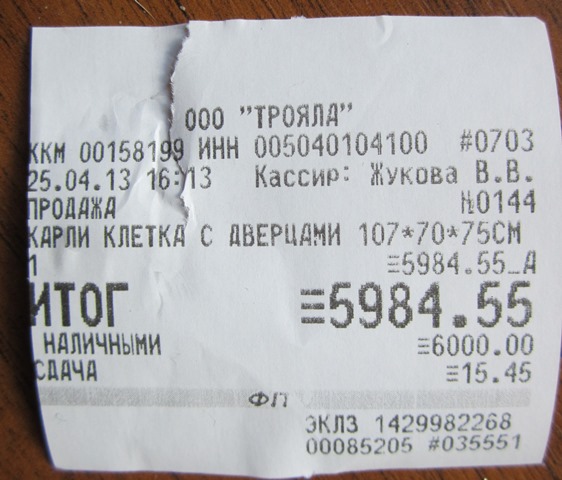 ООО "ТРОЯЛА"
ККМ 00158199 ИНН 005040104100 #0703
25.04.13 16:13 Кассир: Жукова В.В.
ПРОДАЖА №0144
КАРЛИ КЛЕТКА С ДВЕРЦАМИ 107*70*75СМ
1 ≡5984.55_А
ИТОГ ≡5984.55
НАЛИЧНЫМИ ≡6000.00
СДАЧА ≡15.45
ФП
ЭКЛЗ 1429982268
00085205 #035551